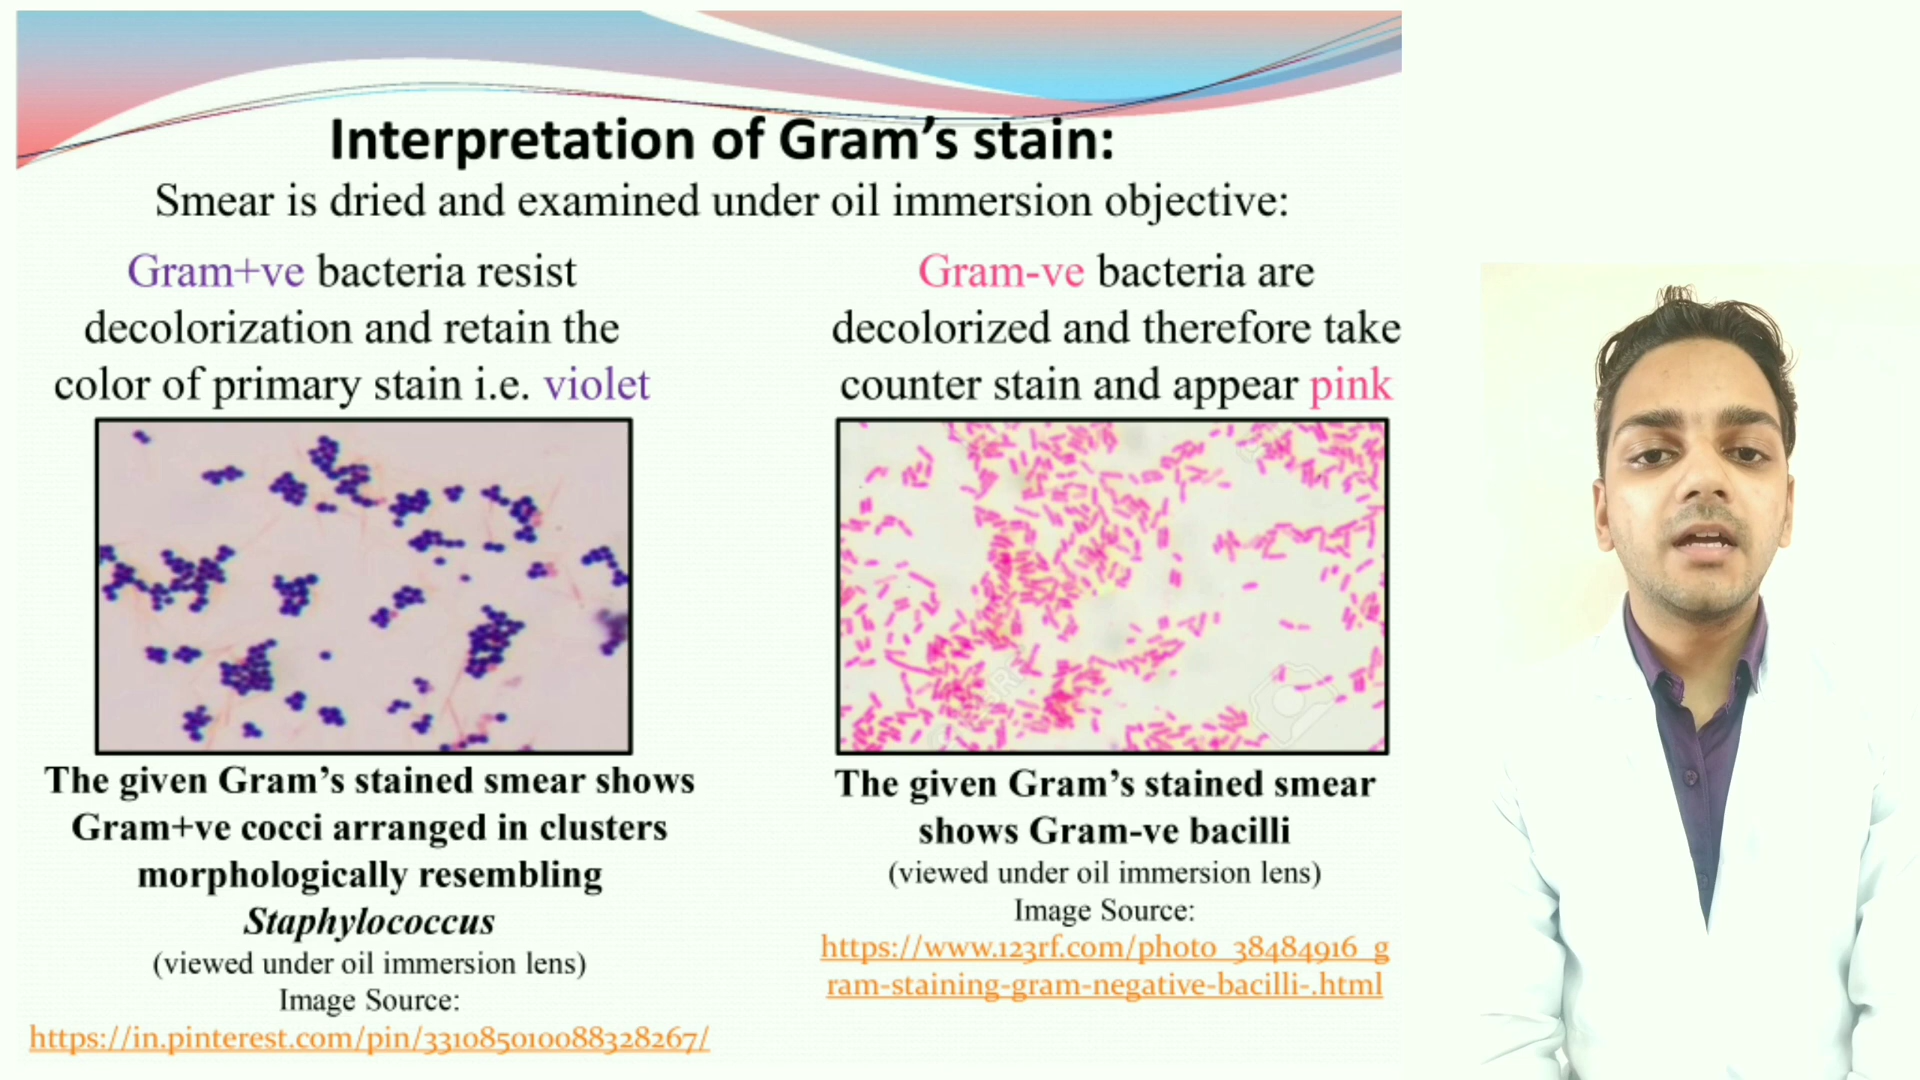 Interpretation of Gram's stain:
Smear is dried and examined under oil immersion objective:
Gram+ve bacteria resist
decolorization and retain the
color of primary stain i.e. violet
Gram-ve bacteria are
decolorized and therefore take
counter stain and appear pink
The given Gram's stained smear shows
Gram+ve cocci arranged in clusters
morphologically resembling
Staphylococcus
(viewed under oil immersion lens)
Image Source:
https://in.pinterest.com/pin/331085010088328267/
The given Gram's stained smear
shows Gram-ve bacilli
(viewed under oil immersion lens)
Image Source:
https://www.123rf.com/photo_38484916_g
ram-staining-gram-negative-bacilli-.html